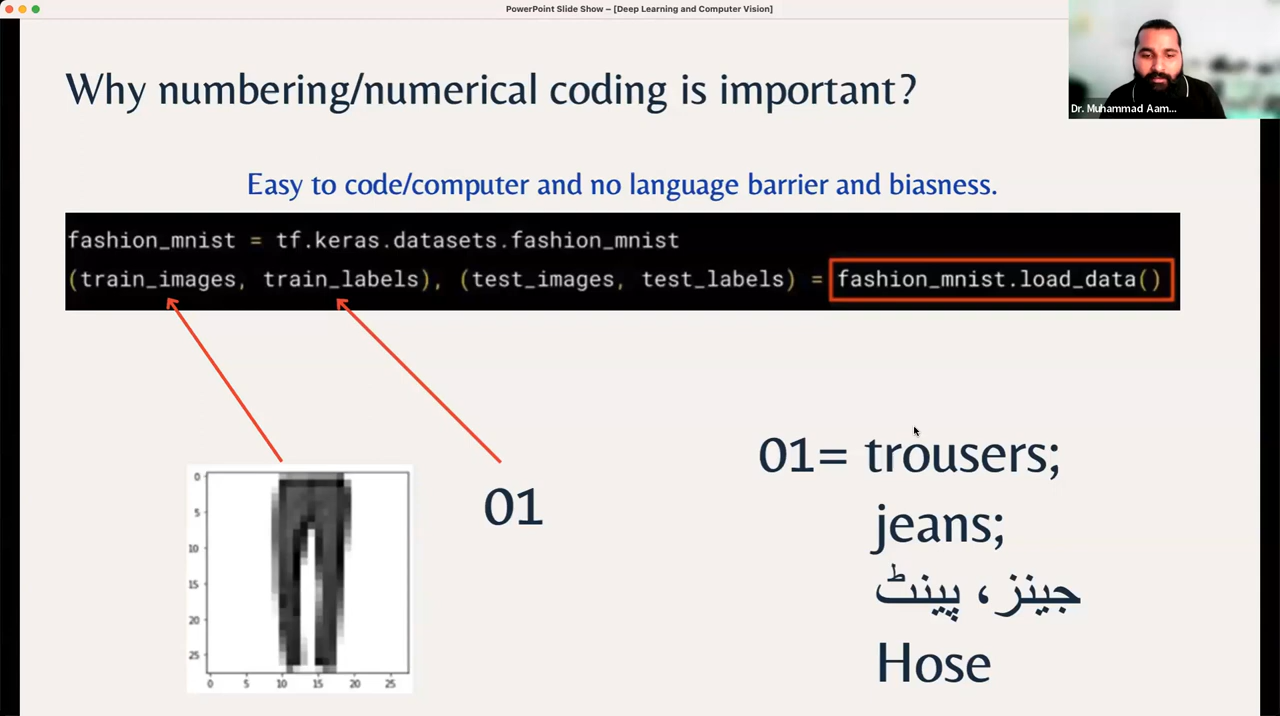 PowerPoint Slide Show – [Deep Learning and Computer Vision]
Dr. Muhammad Aam...
Why numbering/numerical coding is important?
Easy to code/computer and no language barrier and biasness.
fashion_mnist = tf.keras.datasets.fashion_mnist
(train_images, train_labels), (test_images, test_labels) = fashion_mnist.load_data()
0
5
10
15
20
25
0 5 10 15 20 25
01
01= trousers;
jeans;
جینز، پینٹ
Hose